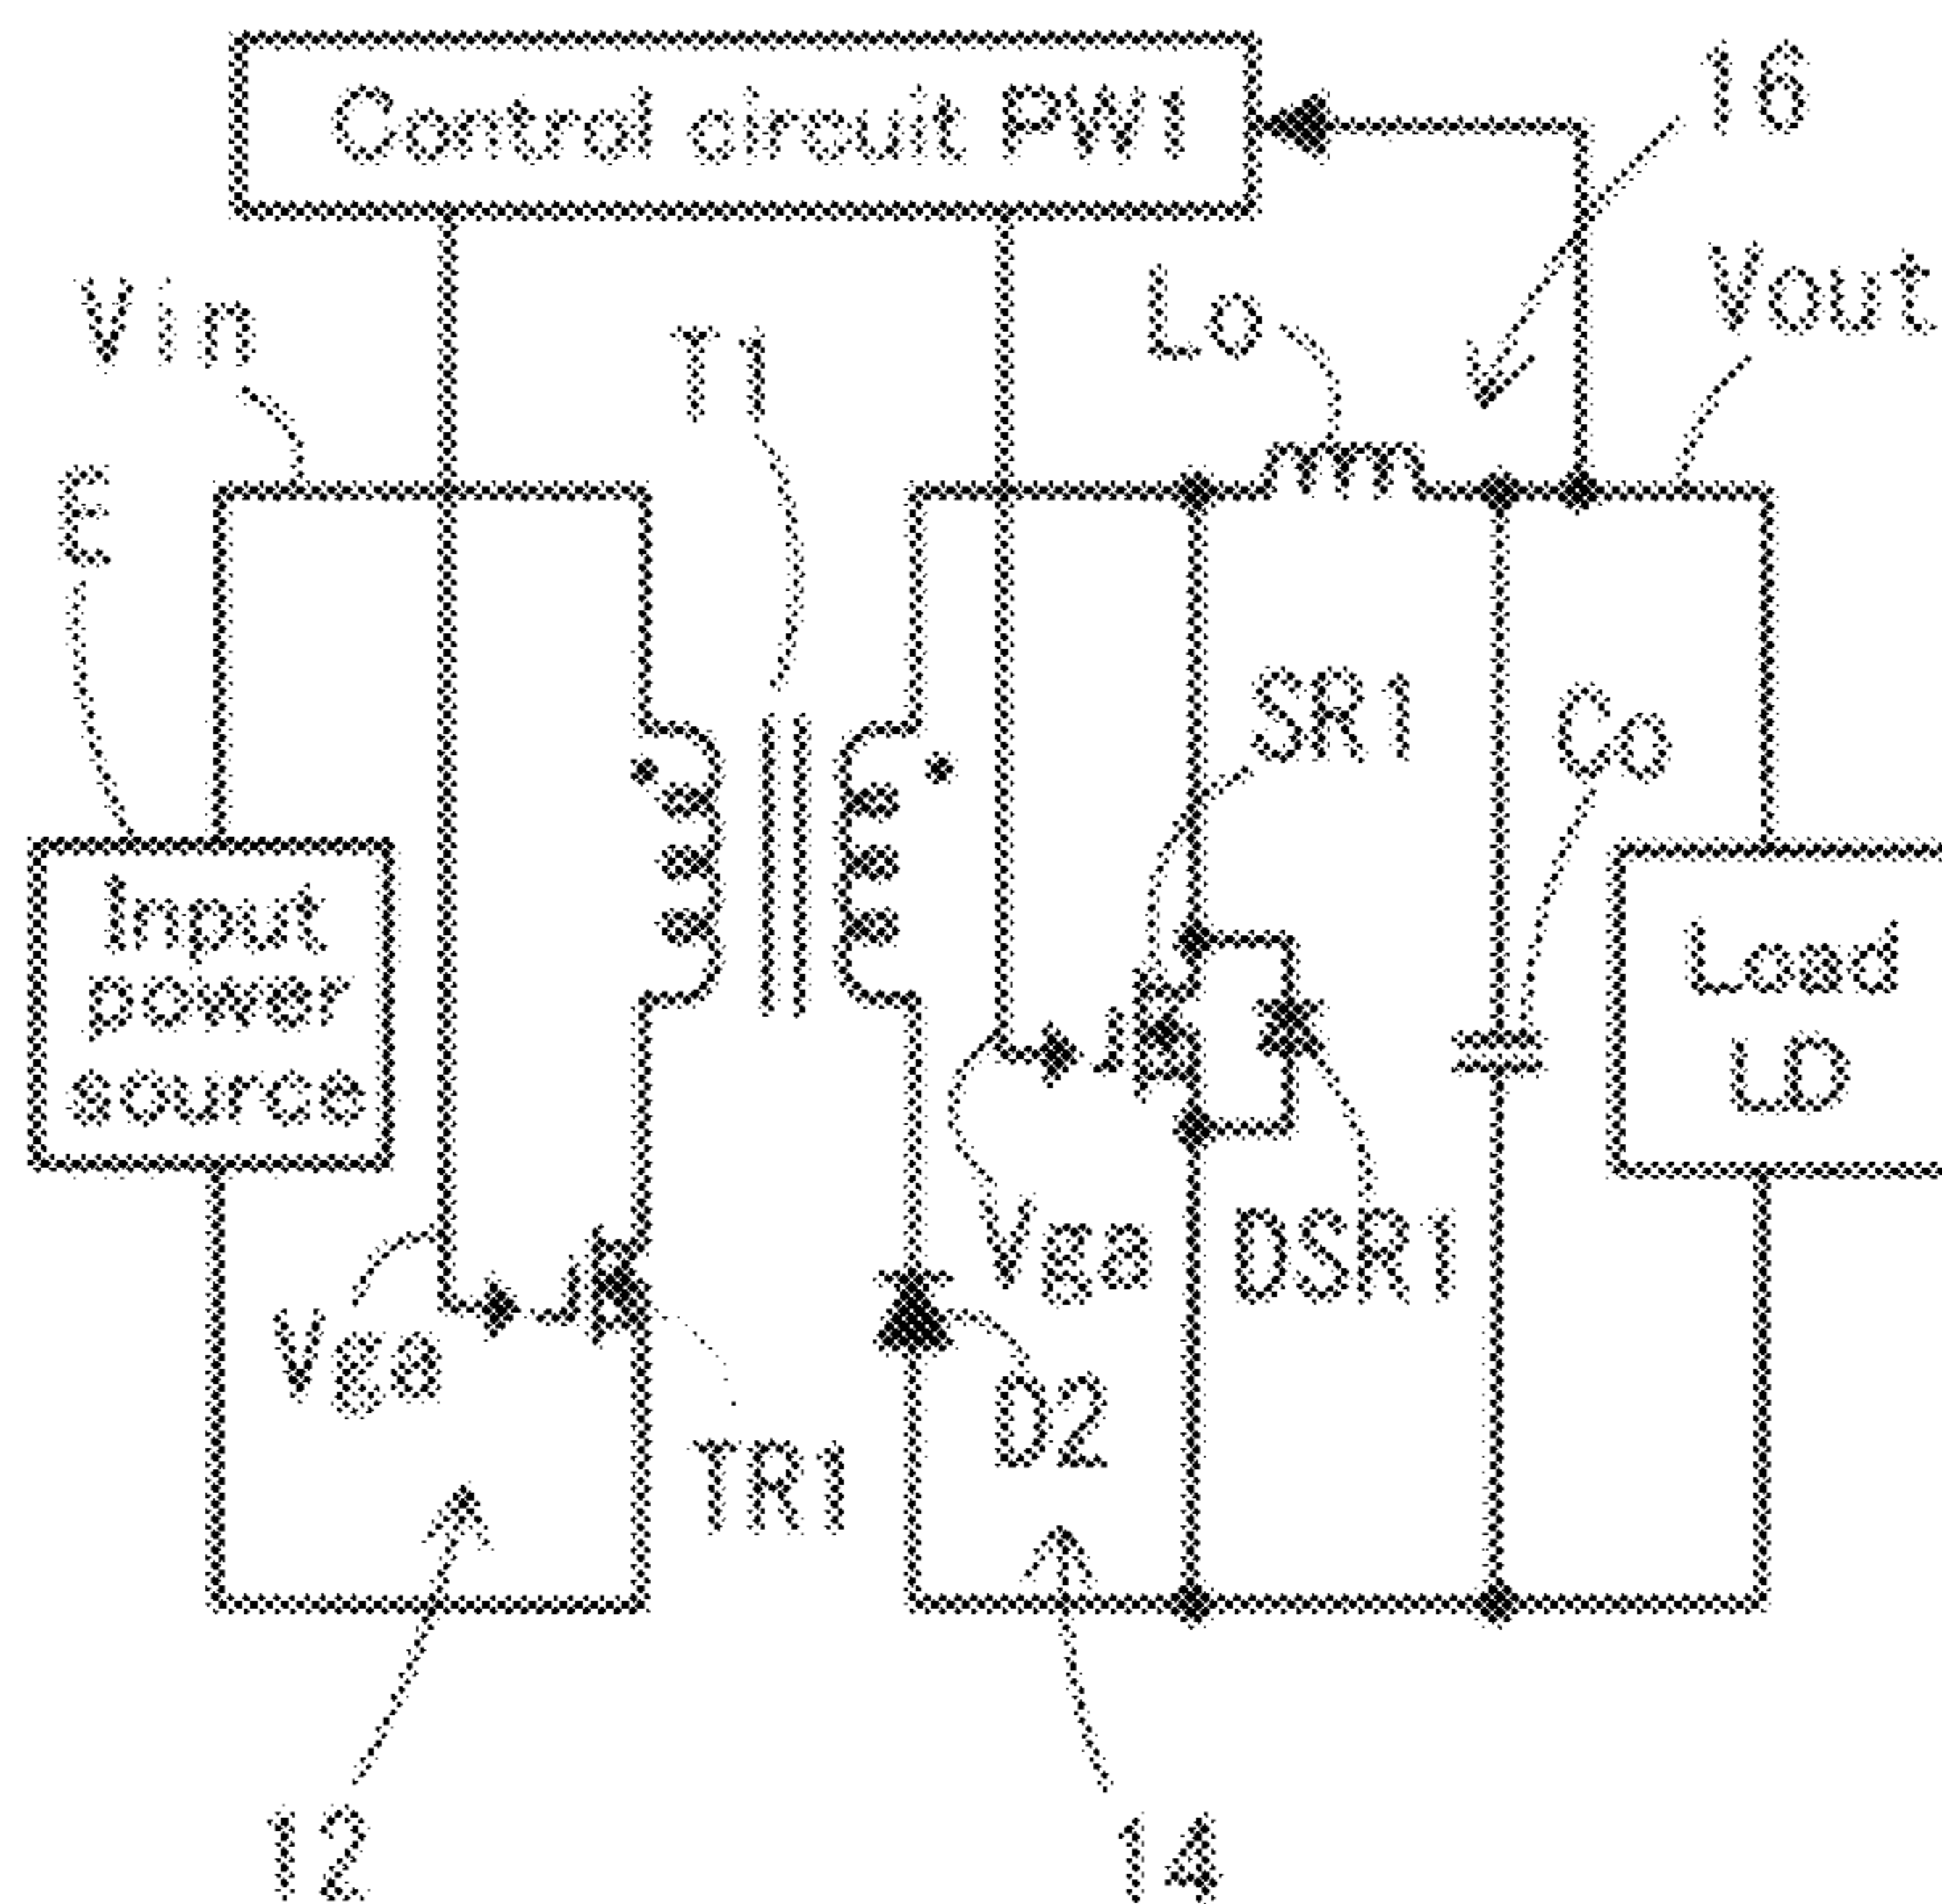 Control circuit PW1
16
Vin
T1
Lo
Vout
E
SR1
Co
Input
power
source
Load
LD
Vga
DSR1
Vga
D2
TR1
12
14